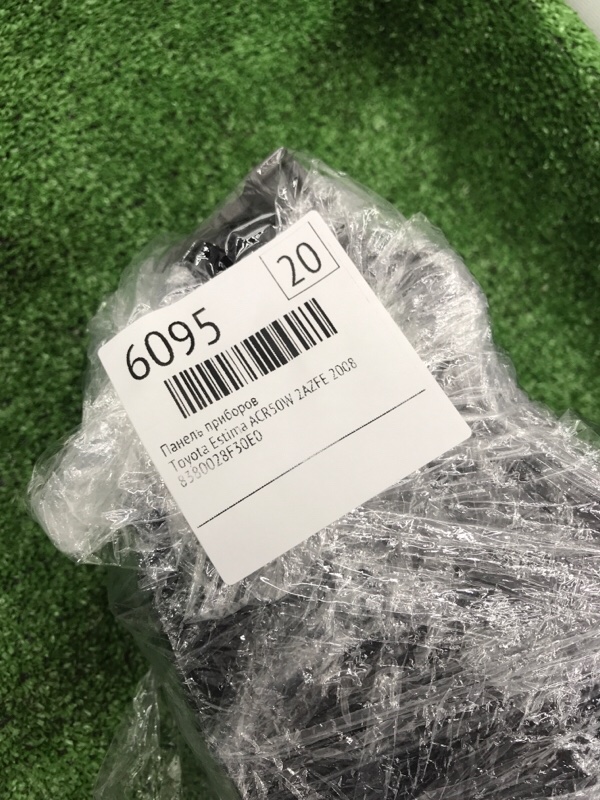 20
6095
Панель приборов
Toyota Estima ACR50W 2AZFE 2008
8380028F30E0